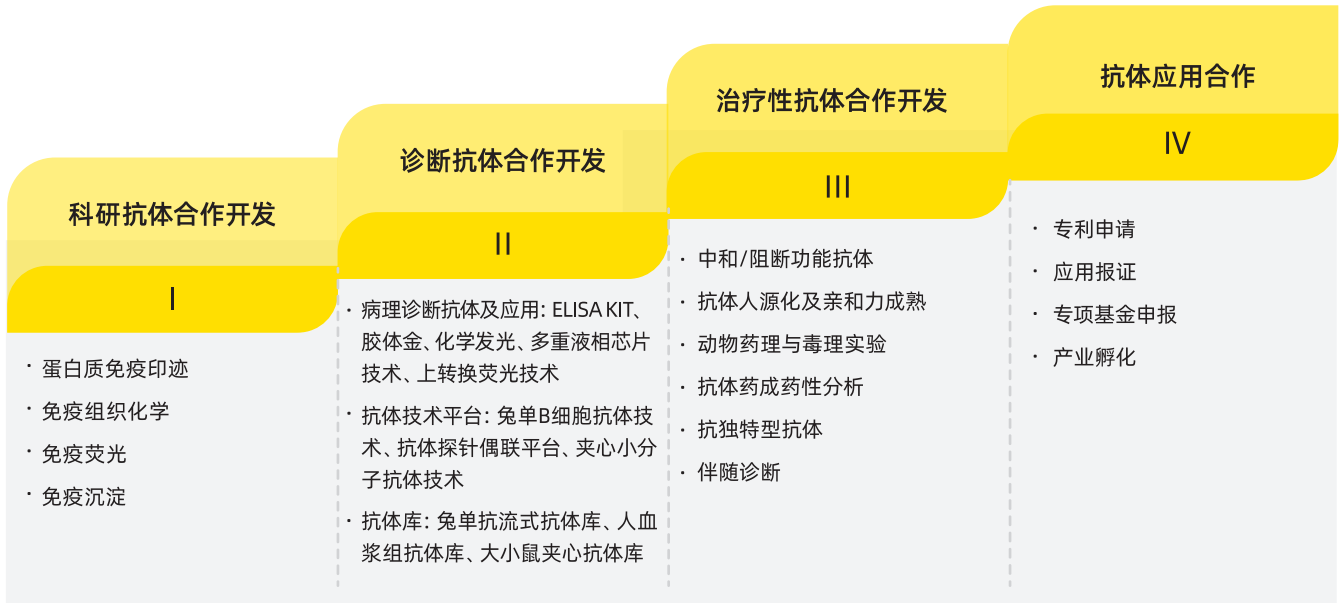 科研抗体合作开发
I
· 蛋白质免疫印迹
· 免疫组织化学
· 免疫荧光
· 免疫沉淀
诊断抗体合作开发
II
· 病理诊断抗体及应用：ELISA KIT、
胶体金、化学发光、多重液相芯片
技术、上转换荧光技术
· 抗体技术平台：兔单B细胞抗体技
术、抗体探针偶联平台、夹心小分
子抗体技术
· 抗体库：兔单抗流式抗体库、人血
浆组抗体库、大小鼠夹心抗体库
治疗性抗体合作开发
III
· 中和/阻断功能抗体
· 抗体人源化及亲和力成熟
· 动物药理与毒理实验
· 抗体药成药性分析
· 抗独特型抗体
· 伴随诊断
抗体应用合作
IV
· 专利申请
· 应用报证
· 专项基金申报
· 产业孵化